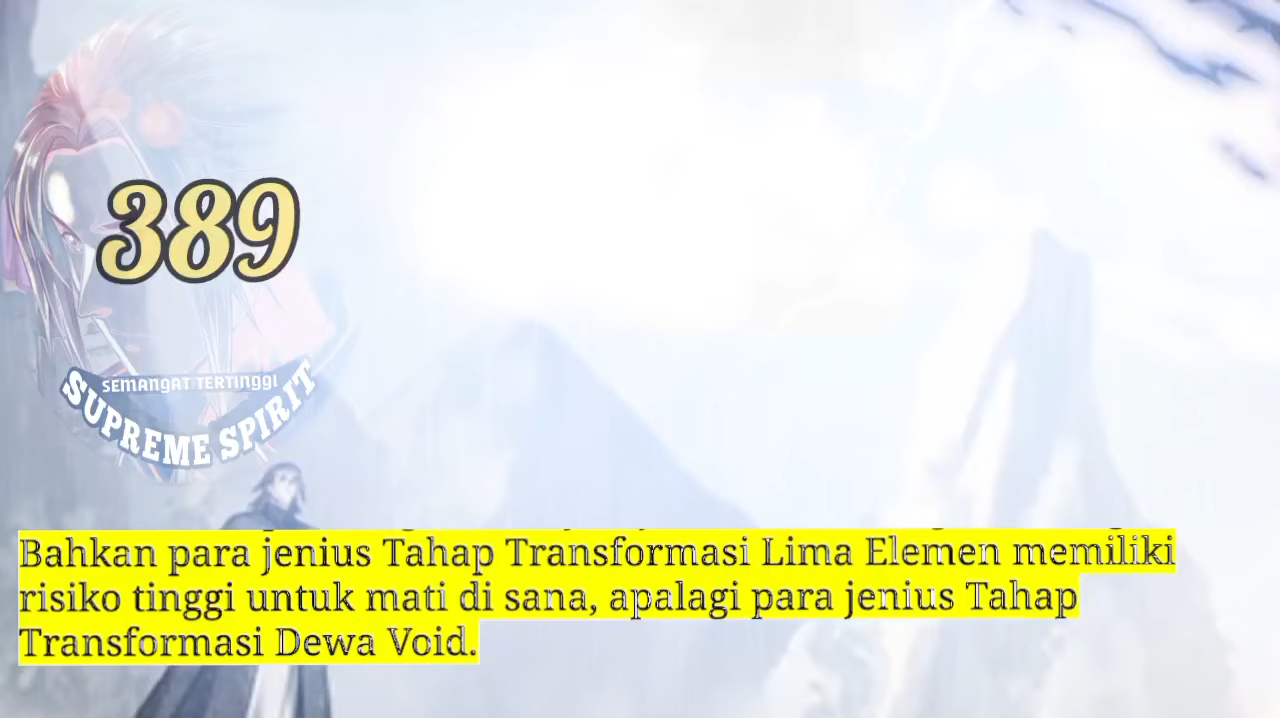 389
SEMANGAT TERTINGGI
SUPREME SPIRIT
Bahkan para jenius Tahap Transformasi Lima Elemen memiliki
risiko tinggi untuk mati di sana, apalagi para jenius Tahap
Transformasi Dewa Void.